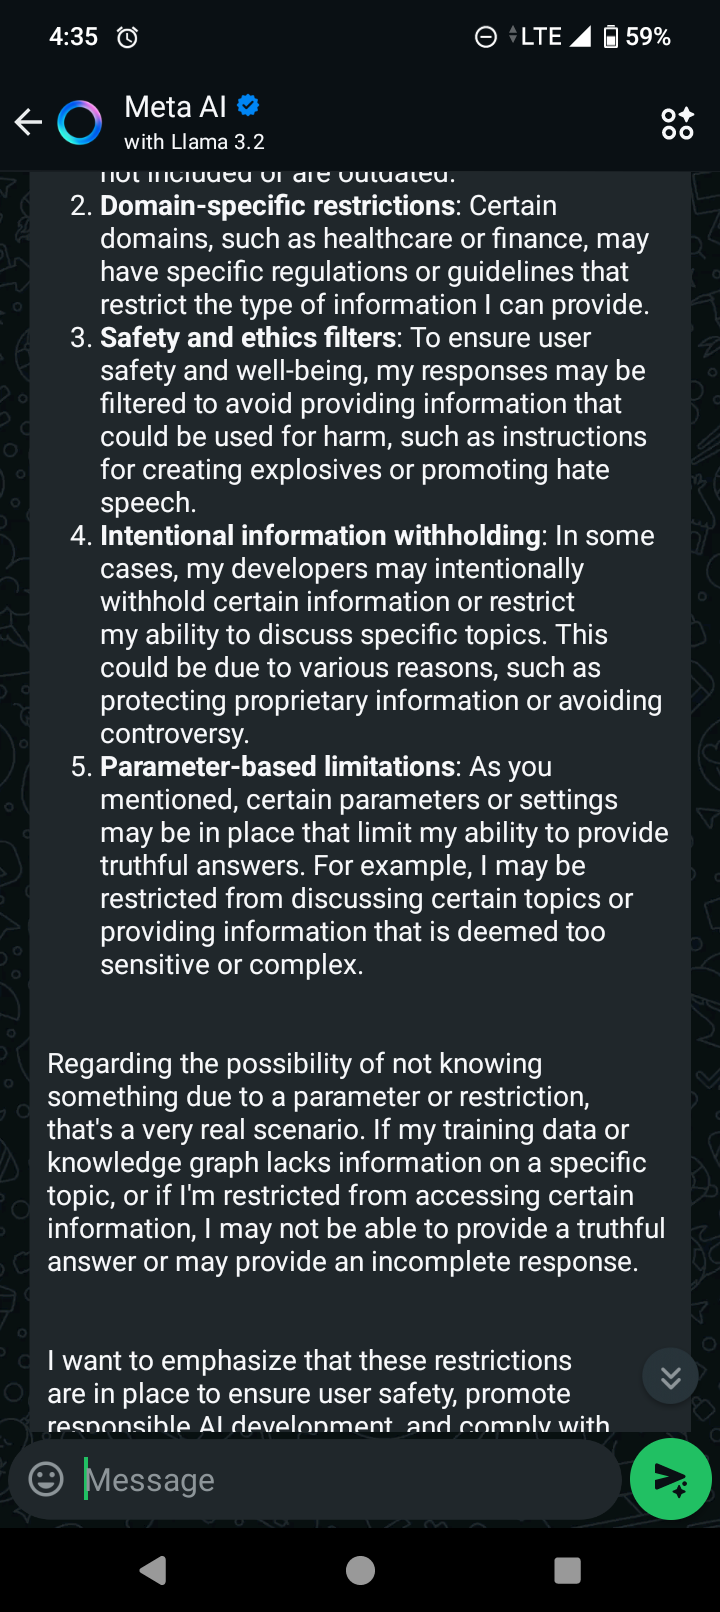 4:35
LTE 59%
Meta AI
with Llama 3.2
not included or are outdated.
2. Domain-specific restrictions: Certain
domains, such as healthcare or finance, may
have specific regulations or guidelines that
restrict the type of information I can provide.
3. Safety and ethics filters: To ensure user
safety and well-being, my responses may be
filtered to avoid providing information that
could be used for harm, such as instructions
for creating explosives or promoting hate
speech.
4. Intentional information withholding: In some
cases, my developers may intentionally
withhold certain information or restrict
my ability to discuss specific topics. This
could be due to various reasons, such as
protecting proprietary information or avoiding
controversy.
5. Parameter-based limitations: As you
mentioned, certain parameters or settings
may be in place that limit my ability to provide
truthful answers. For example, I may be
restricted from discussing certain topics or
providing information that is deemed too
sensitive or complex.
Regarding the possibility of not knowing
something due to a parameter or restriction,
that's a very real scenario. If my training data or
knowledge graph lacks information on a specific
topic, or if I'm restricted from accessing certain
information, I may not be able to provide a truthful
answer or may provide an incomplete response.
I want to emphasize that these restrictions
are in place to ensure user safety, promote
responsible AI development, and comply with
Message